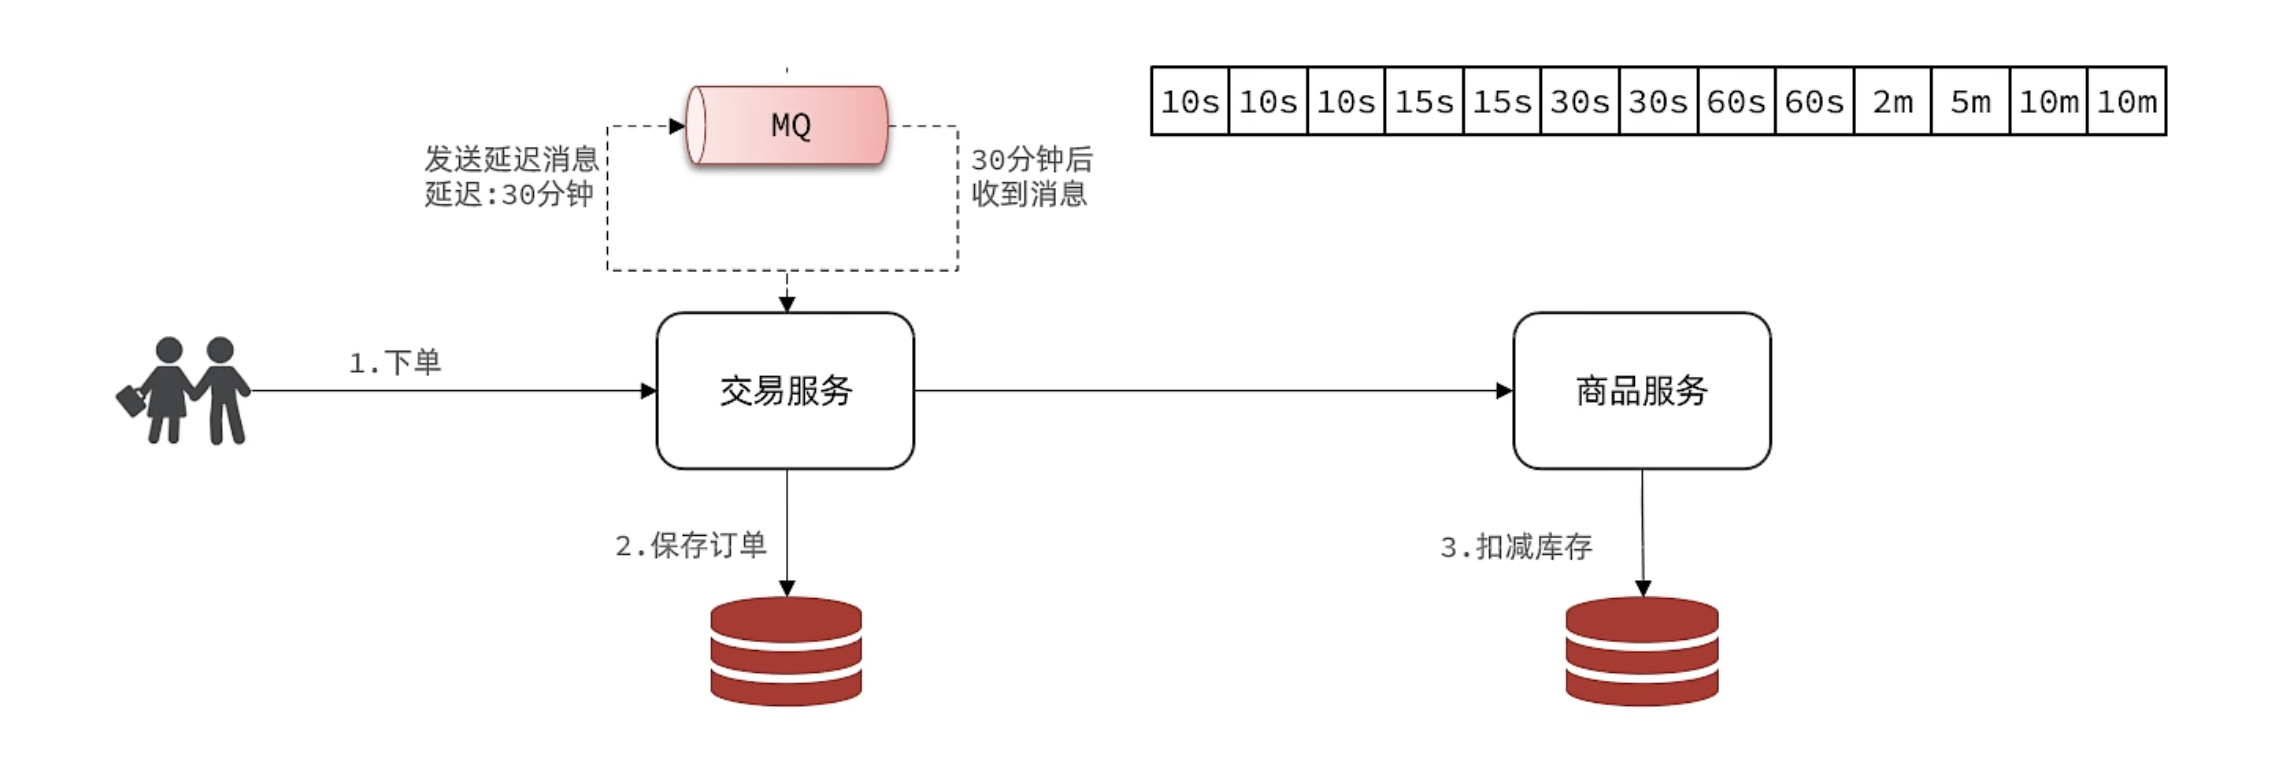 MQ
10s 10s 10s 15s 15s 30s 30s 60s 60s 2m 5m 10m 10m
发送延迟消息
延迟:30分钟
30分钟后
收到消息
1.下单
交易服务
商品服务
2.保存订单
3.扣减库存